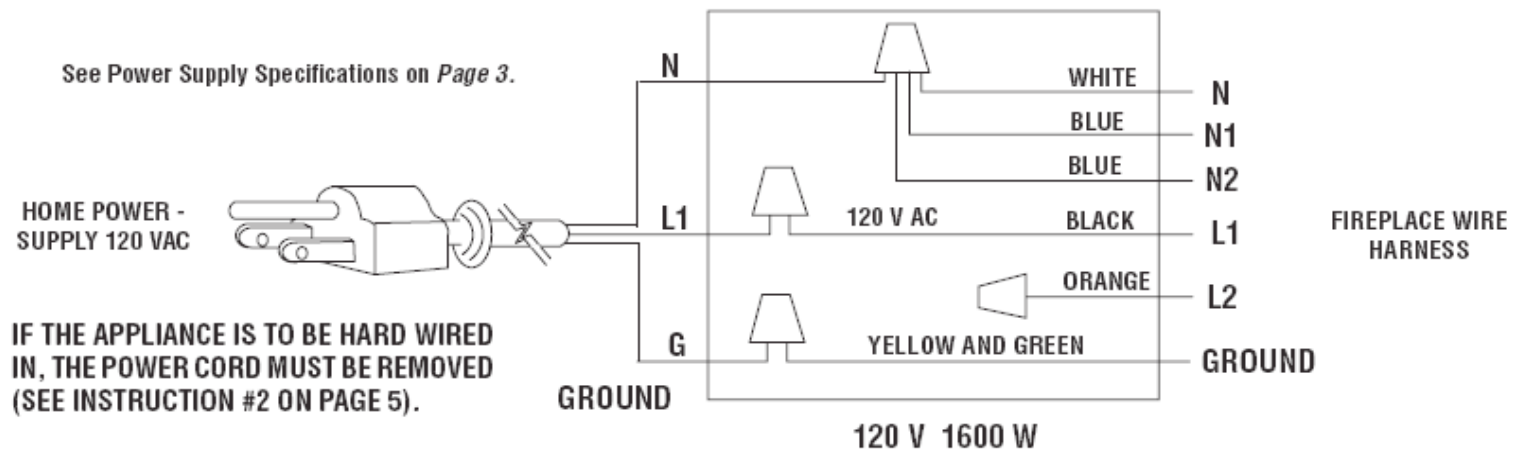 See Power Supply Specifications on Page 3.
N
WHITE
N
BLUE
N1
BLUE
N2
HOME POWER -
SUPPLY 120 VAC
L1
120 V AC
BLACK
L1
FIREPLACE WIRE
HARNESS
ORANGE
L2
IF THE APPLIANCE IS TO BE HARD WIRED
IN, THE POWER CORD MUST BE REMOVED
(SEE INSTRUCTION #2 ON PAGE 5).
G
YELLOW AND GREEN
GROUND
GROUND
120 V 1600 W